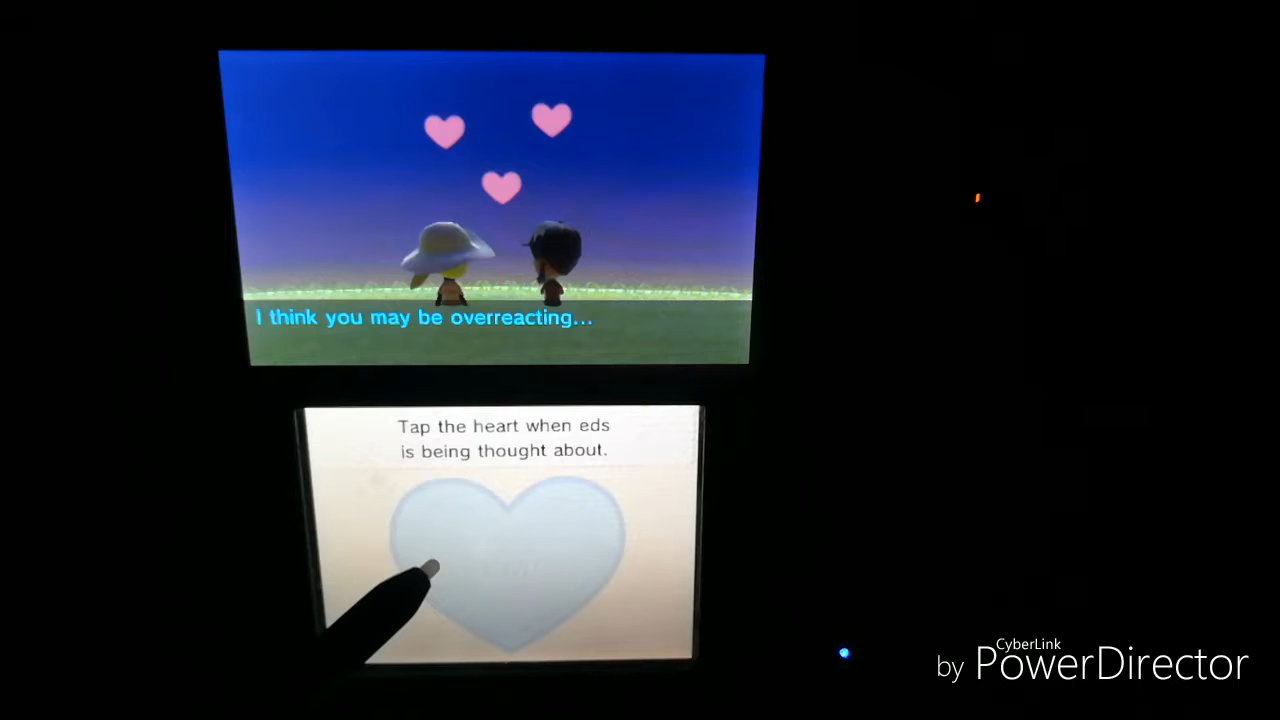 I think you may be overreacting...
Tap the heart when eds
is being thought about.
CyberLink
by PowerDirector